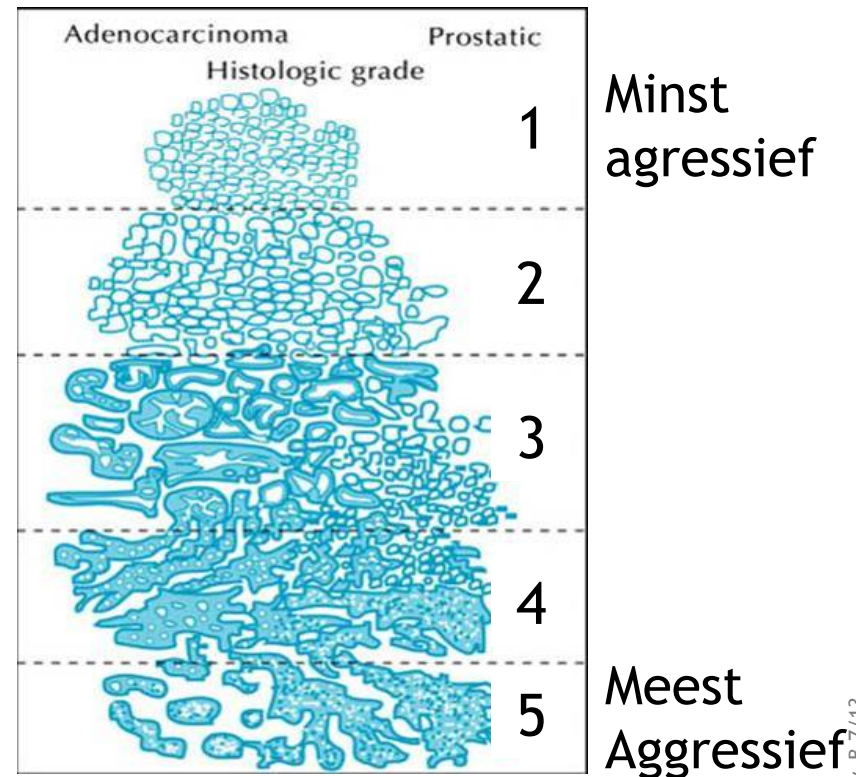 Adenocarcinoma Prostatic
Histologic grade
1
Minst
agressief
2
3
4
5
Meest
Aggressief